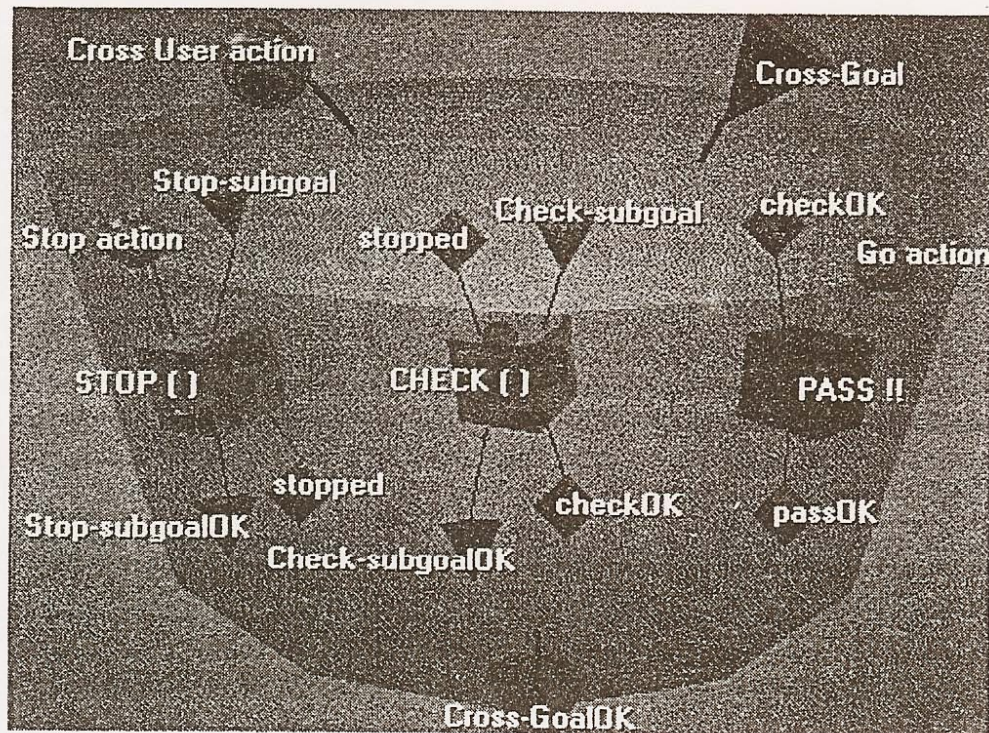 Cross User action
Cross-Goal
Stop-subgoal
Check-subgoal
checkOK
Stop action
stopped
Go action
STOP ( )
CHECK ( )
PASS !!
stopped
Stop-subgoalOK
checkOK
passOK
Check-subgoalOK
Cross-GoalOK